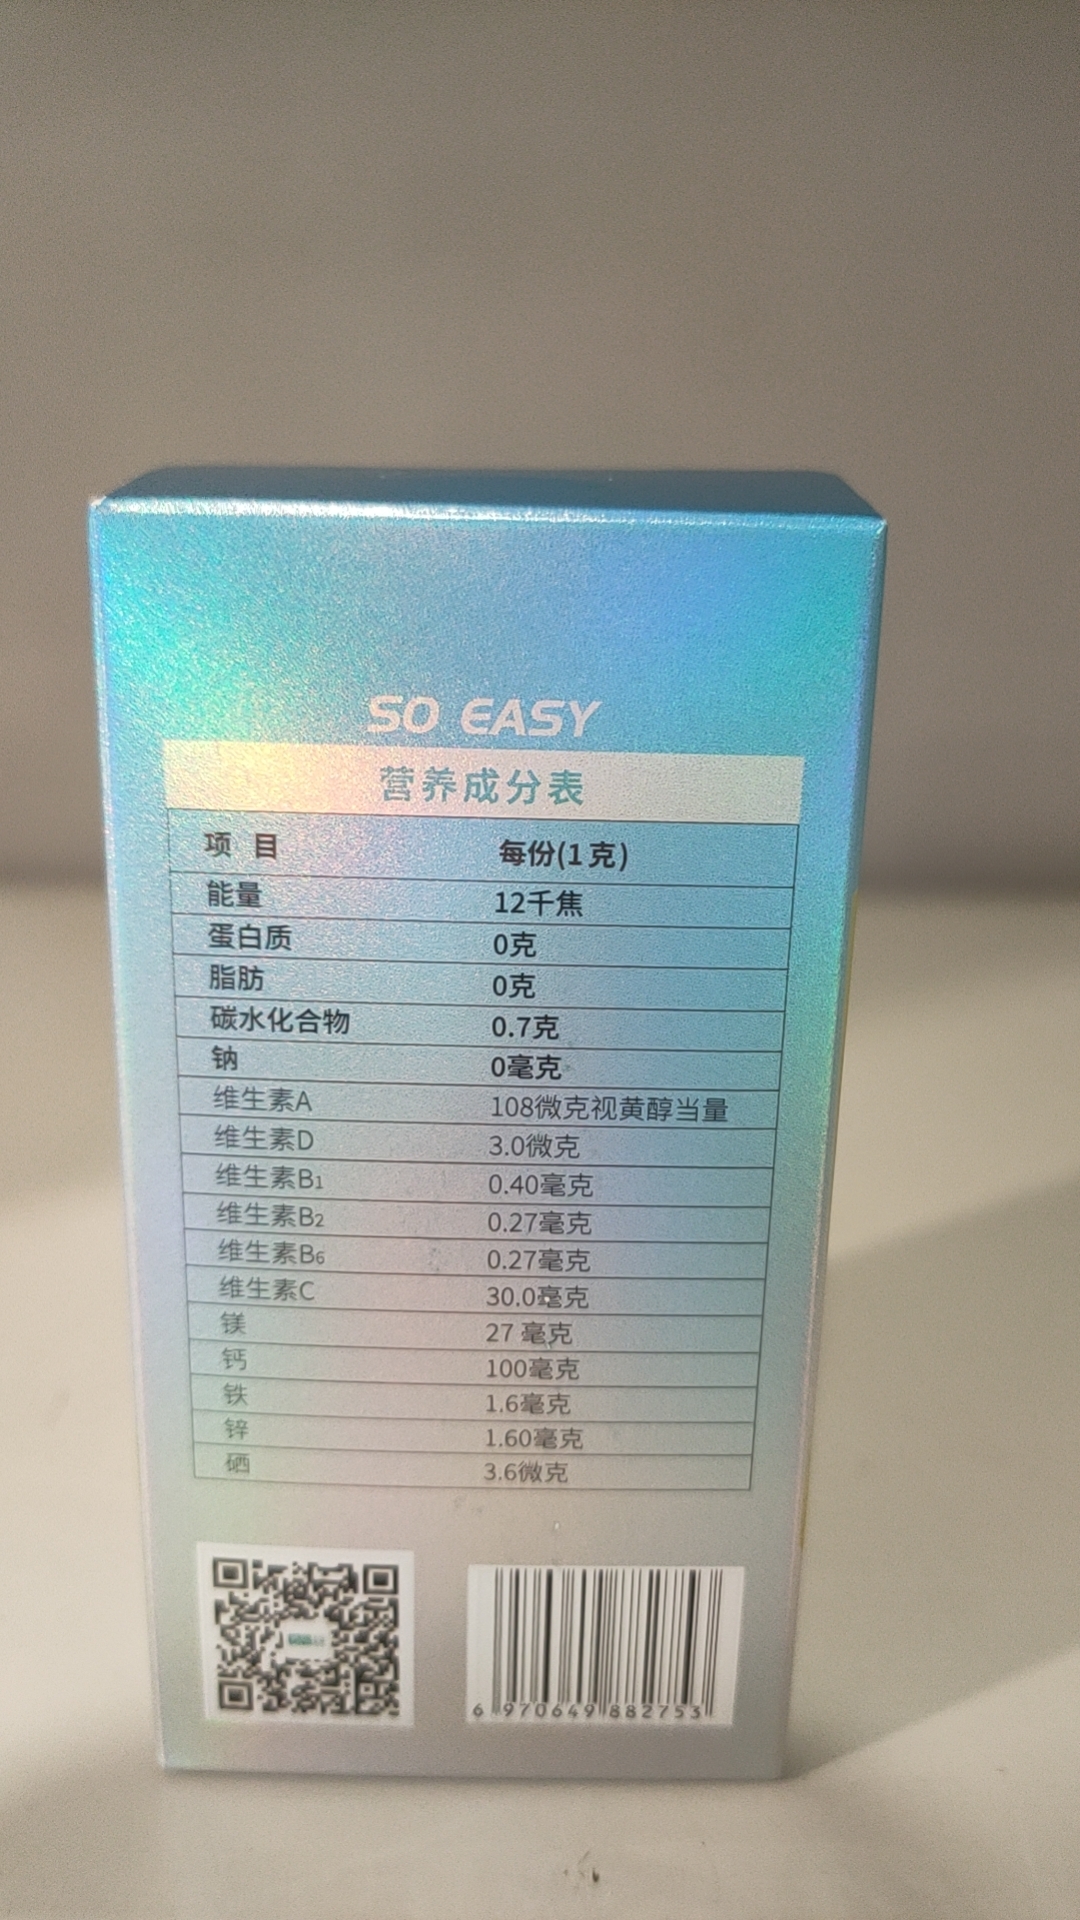 SO EASY
营养成分表
项 目 每份(1克)
能量 12千焦
蛋白质 0克
脂肪 0克
碳水化合物 0.7克
钠 0毫克
维生素A 108微克视黄醇当量
维生素D 3.0微克
维生素B1 0.40毫克
维生素B2 0.27毫克
维生素B6 0.27毫克
维生素C 30.0毫克
镁 27 毫克
钙 100毫克
铁 1.6毫克
锌 1.60毫克
硒 3.6微克
6 970649 882753